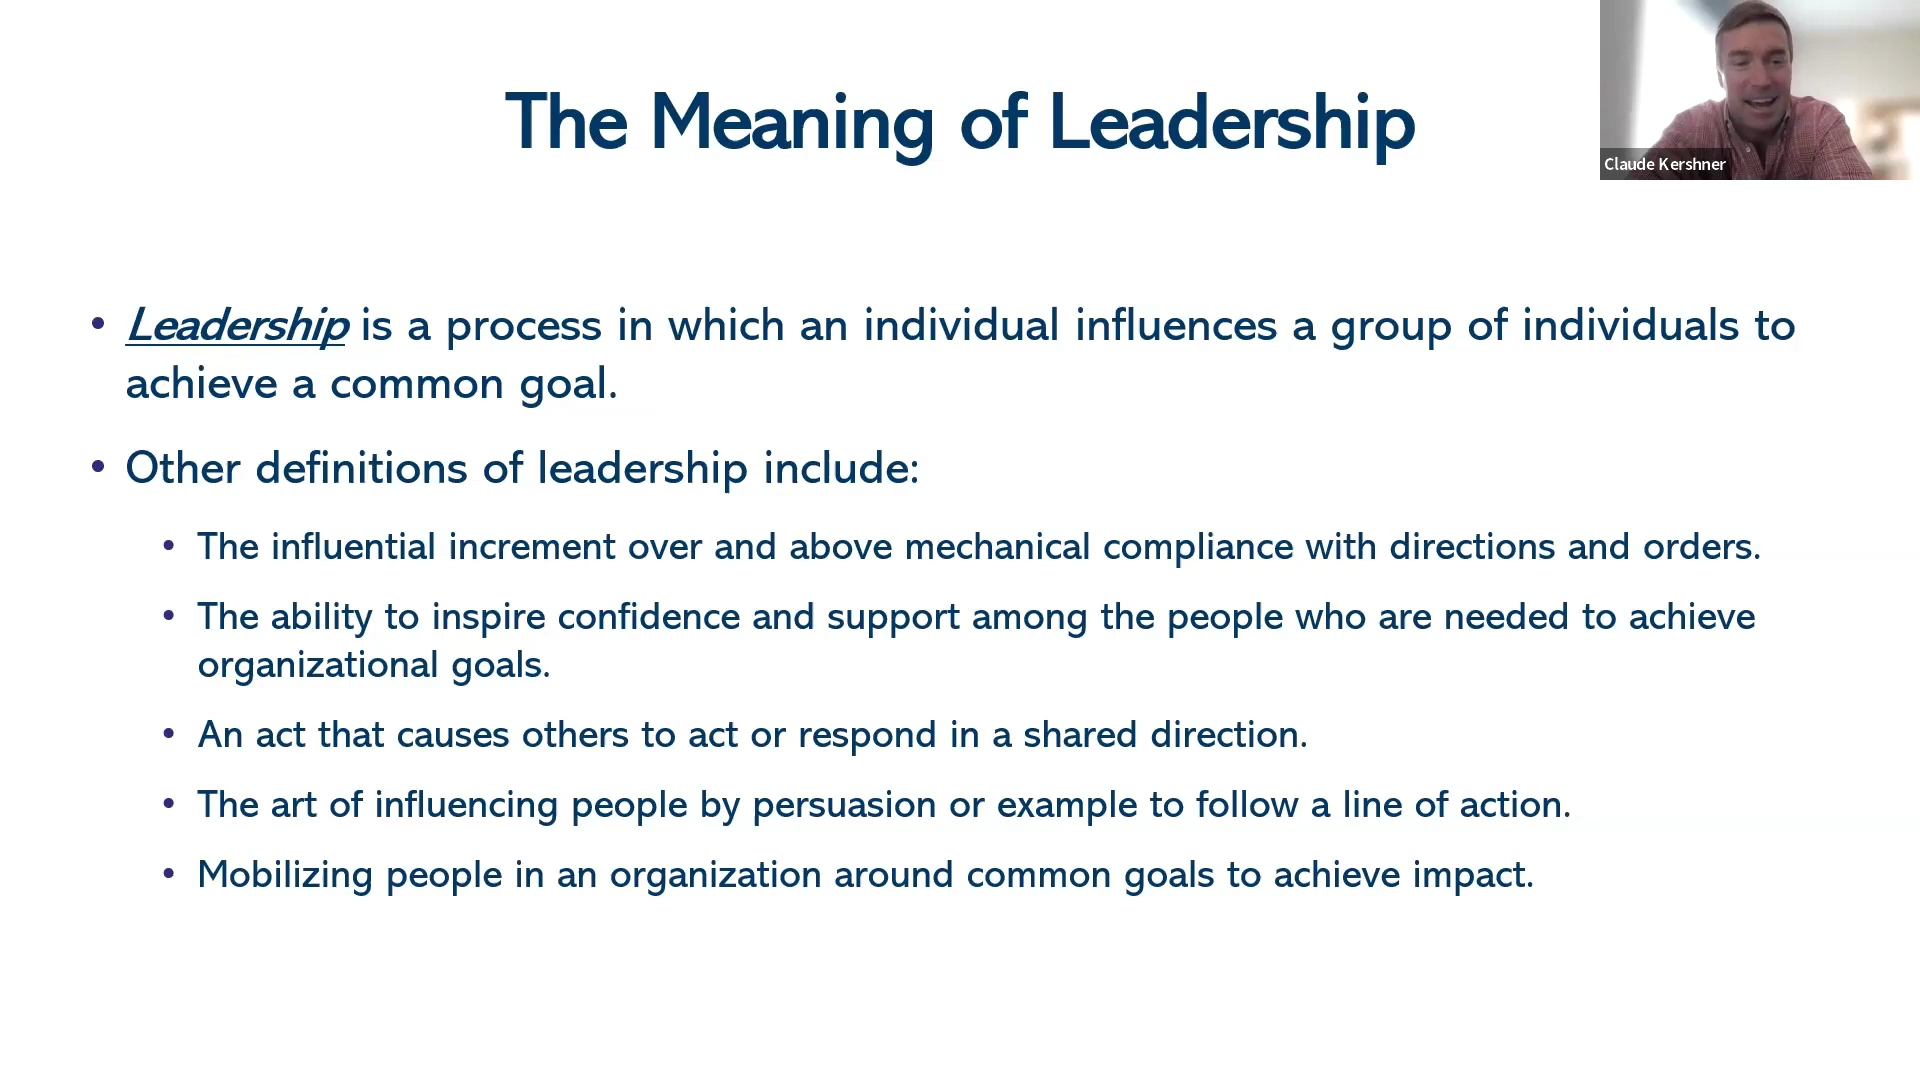 The Meaning of Leadership
Claude Kershner
• Leadership is a process in which an individual influences a group of individuals to
achieve a common goal.
• Other definitions of leadership include:
• The influential increment over and above mechanical compliance with directions and orders.
• The ability to inspire confidence and support among the people who are needed to achieve
organizational goals.
• An act that causes others to act or respond in a shared direction.
• The art of influencing people by persuasion or example to follow a line of action.
• Mobilizing people in an organization around common goals to achieve impact.